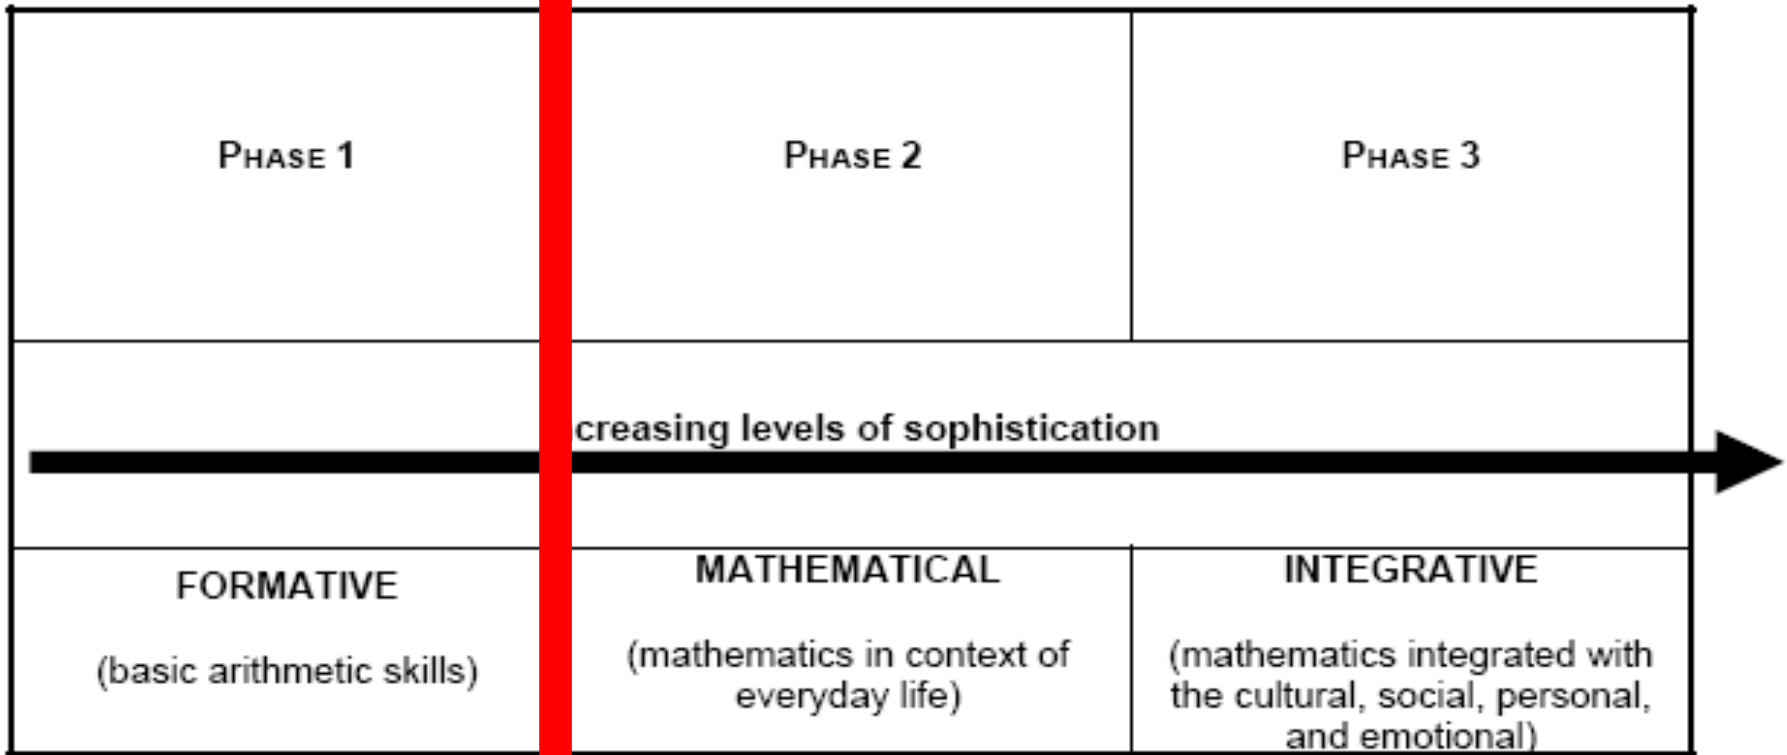 PHASE 1
PHASE 2
PHASE 3
creasing levels of sophistication
FORMATIVE
(basic arithmetic skills)
MATHEMATICAL
(mathematics in context of
everyday life)
INTEGRATIVE
(mathematics integrated with
the cultural, social, personal,
and emotional)